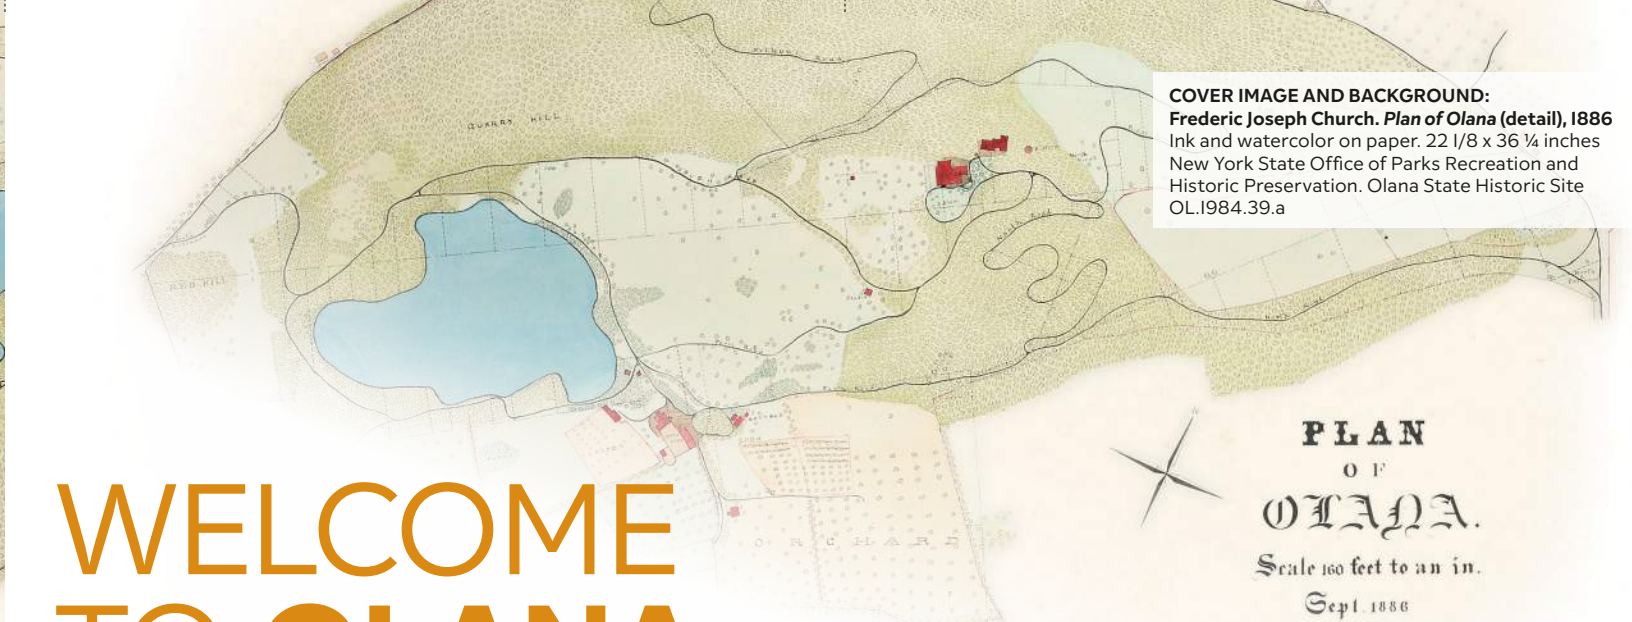 COVER IMAGE AND BACKGROUND:
Frederic Joseph Church. Plan of Olana (detail), 1886
Ink and watercolor on paper. 22 1/8 x 36 ¼ inches
New York State Office of Parks Recreation and
Historic Preservation. Olana State Historic Site
OL.1984.39.a
QUARRY HILL
RED HILL
ORCHARD
PLAN
OF
OLANA.
Scale 160 feet to an in.
Sept. 1886
WELCOME
TO OLANA